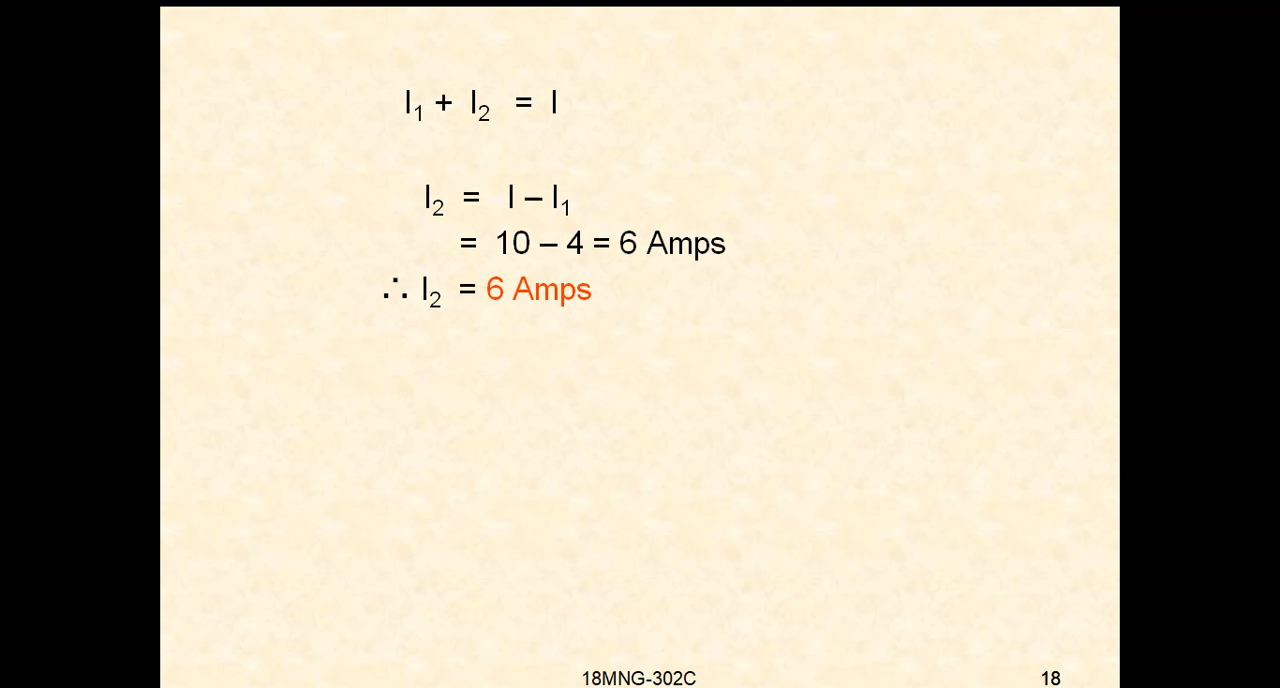 I₁ + I₂ = I
I₂ = I – I₁
= 10 – 4 = 6 Amps
∴ I₂ = 6 Amps
18MNG-302C
18